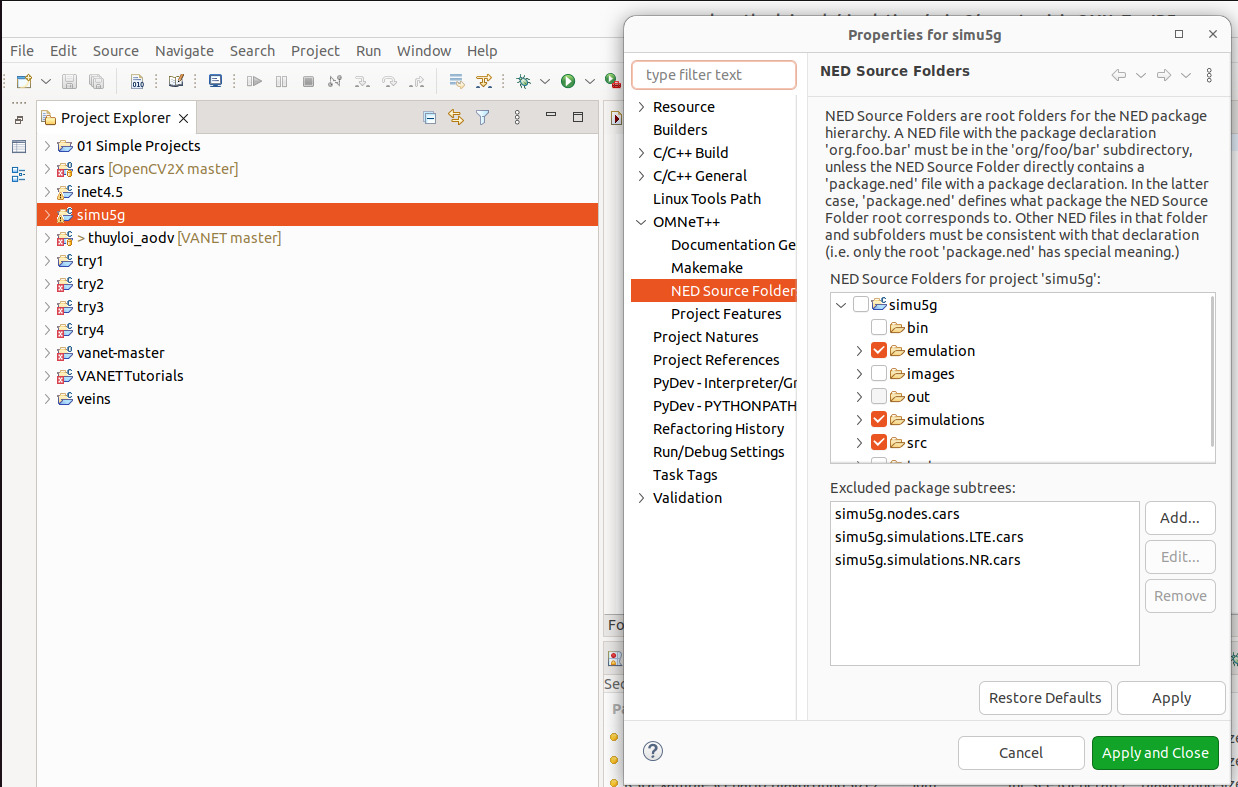 Properties for simu5g
File Edit Source Navigate Search Project Run Window Help
type filter text
NED Source Folders
Project Explorer
01 Simple Projects
cars [OpenCV2X master]
inet4.5
simu5g
> thuyloi_aodv [VANET master]
try1
try2
try3
try4
vanet-master
VANETTutorials
veins
Resource
Builders
C/C++ Build
C/C++ General
Linux Tools Path
OMNeT++
Documentation Ge
Makemake
NED Source Folder
Project Features
Project Natures
Project References
PyDev - Interpreter/Gr
PyDev - PYTHONPATH
Refactoring History
Run/Debug Settings
Task Tags
Validation
NED Source Folders are root folders for the NED package
hierarchy. A NED file with the package declaration
'org.foo.bar' must be in the 'org/foo/bar' subdirectory,
unless the NED Source Folder directly contains a
'package.ned' file with a package declaration. In the latter
case, 'package.ned' defines what package the NED Source
Folder root corresponds to. Other NED files in that folder
and subfolders must be consistent with that declaration
(i.e. only the root 'package.ned' has special meaning.)
NED Source Folders for project 'simu5g':
simu5g
bin
emulation
images
out
simulations
src
Excluded package subtrees:
simu5g.nodes.cars
simu5g.simulations.LTE.cars
simu5g.simulations.NR.cars
Add...
Edit...
Remove
Restore Defaults
Apply
Cancel
Apply and Close